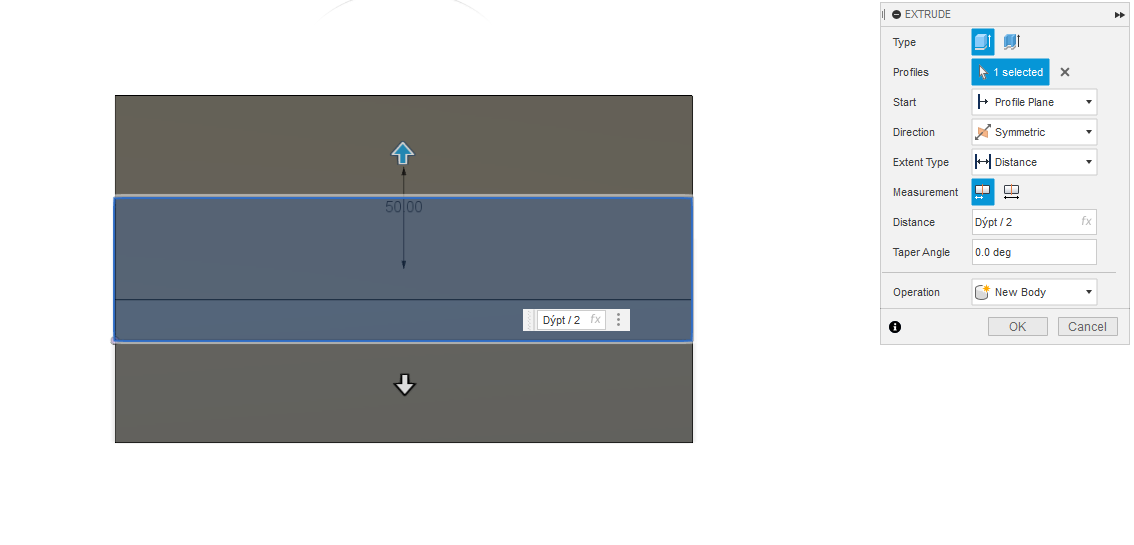 EXTRUDE
Type
Profiles
1 selected
Start
Profile Plane
Direction
Symmetric
Extent Type
Distance
Measurement
Distance
Dýpt / 2
fx
Taper Angle
0.0 deg
Operation
New Body
OK
Cancel
50.00
Dýpt / 2
fx